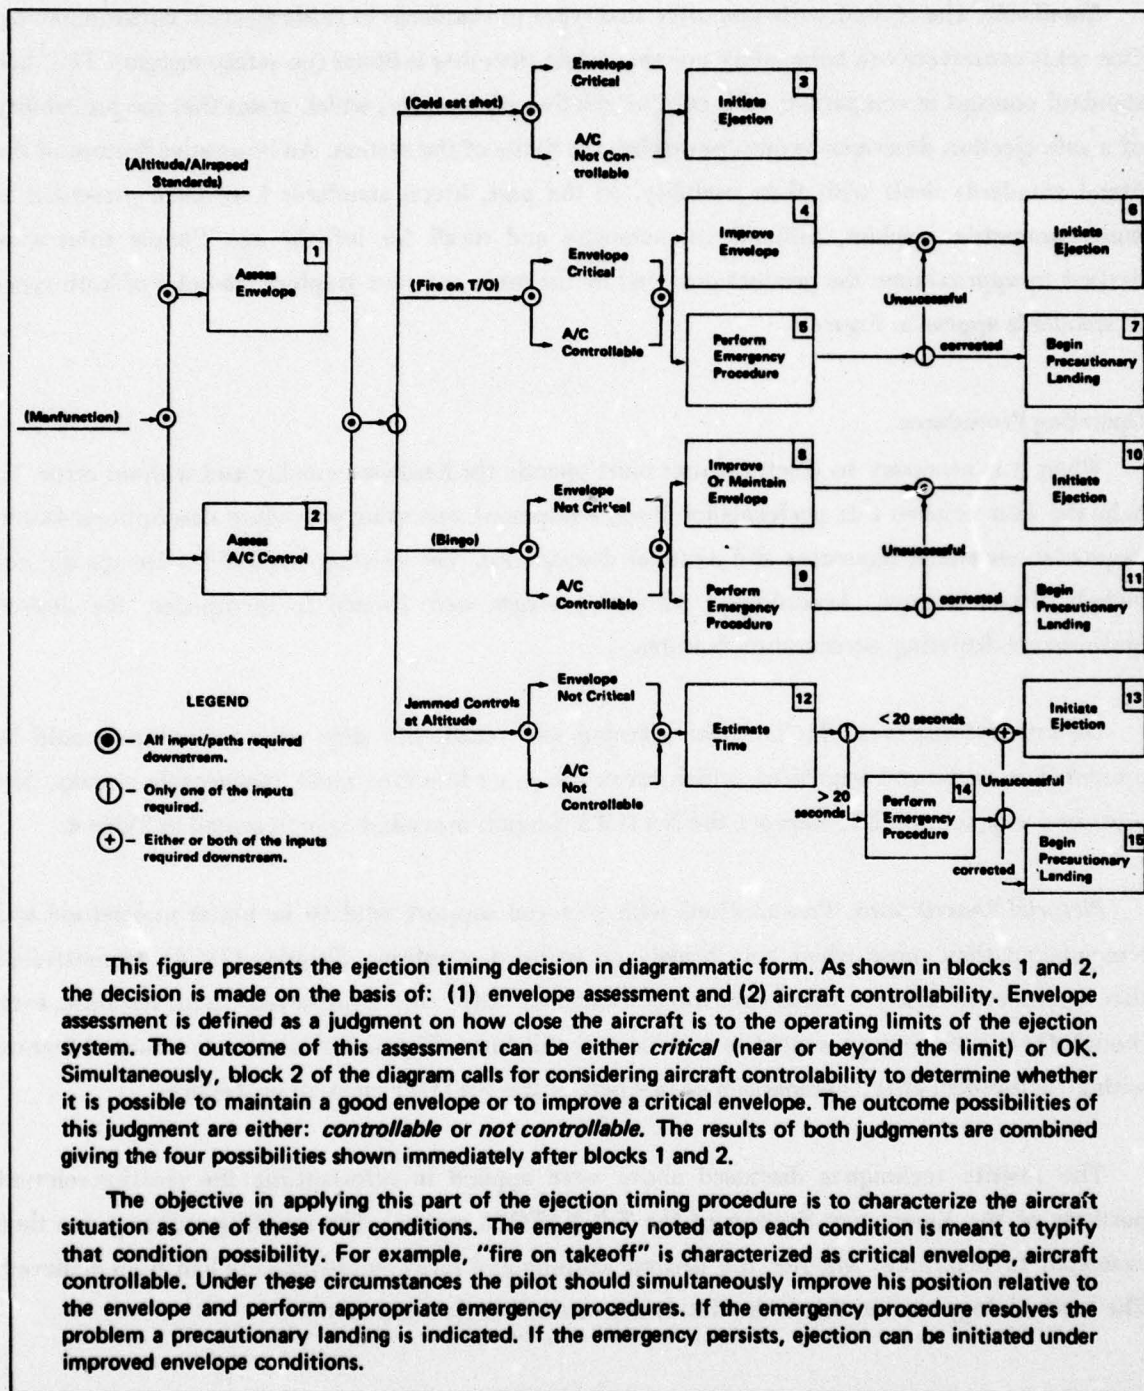 (Altitude/Airspeed
Standards)
(Manfunction)
1
Assess
Envelope
2
Assess
A/C Control
(Cold cat shot)
Envelope
Critical
A/C
Not Con-
trollable
3
Initiate
Ejection
(Fire on T/O)
Envelope
Critical
A/C
Controllable
4
Improve
Envelope
5
Perform
Emergency
Procedure
Unsuccessful
corrected
6
Initiate
Ejection
7
Begin
Precautionary
Landing
(Bingo)
Envelope
Not Critical
A/C
Controllable
8
Improve
Or Maintain
Envelope
9
Perform
Emergency
Procedure
Unsuccessful
corrected
10
Initiate
Ejection
11
Begin
Precautionary
Landing
Jammed Controls
at Altitude
Envelope
Not Critical
A/C
Not
Controllable
12
Estimate
Time
< 20 seconds
> 20
seconds
13
Initiate
Ejection
14
Perform
Emergency
Procedure
Unsuccessful
corrected
15
Begin
Precautionary
Landing
LEGEND
– All input/paths required
downstream.
– Only one of the inputs
required.
– Either or both of the inputs
required downstream.
This figure presents the ejection timing decision in diagrammatic form. As shown in blocks 1 and 2,
the decision is made on the basis of: (1) envelope assessment and (2) aircraft controllability. Envelope
assessment is defined as a judgment on how close the aircraft is to the operating limits of the ejection
system. The outcome of this assessment can be either critical (near or beyond the limit) or OK.
Simultaneously, block 2 of the diagram calls for considering aircraft controlability to determine whether
it is possible to maintain a good envelope or to improve a critical envelope. The outcome possibilities of
this judgment are either: controllable or not controllable. The results of both judgments are combined
giving the four possibilities shown immediately after blocks 1 and 2.
The objective in applying this part of the ejection timing procedure is to characterize the aircraft
situation as one of these four conditions. The emergency noted atop each condition is meant to typify
that condition possibility. For example, "fire on takeoff" is characterized as critical envelope, aircraft
controllable. Under these circumstances the pilot should simultaneously improve his position relative to
the envelope and perform appropriate emergency procedures. If the emergency procedure resolves the
problem a precautionary landing is indicated. If the emergency persists, ejection can be initiated under
improved envelope conditions.